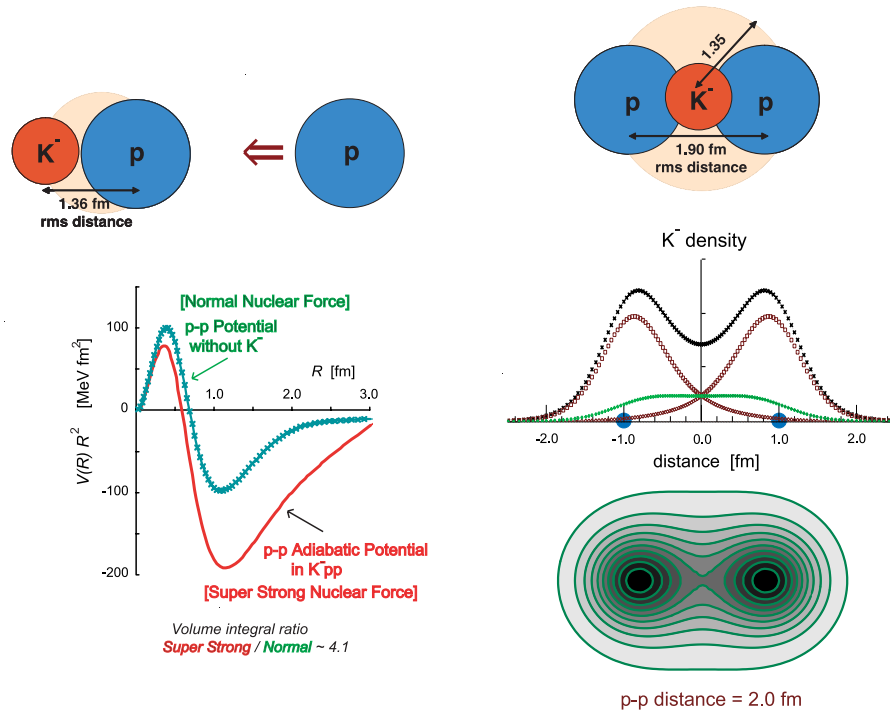 K⁻
p
1.36 fm
rms distance
p
1.35
p
K⁻
p
1.90 fm
rms distance
[Normal Nuclear Force]
p-p Potential
without K⁻
R [fm]
V(R) R² [MeV fm²]
100
0
-100
-200
1.0
2.0
3.0
p-p Adiabatic Potential
in K⁻pp
[Super Strong Nuclear Force]
Volume integral ratio
Super Strong / Normal ~ 4.1
K⁻ density
-2.0
-1.0
0.0
1.0
2.0
distance [fm]
p-p distance = 2.0 fm